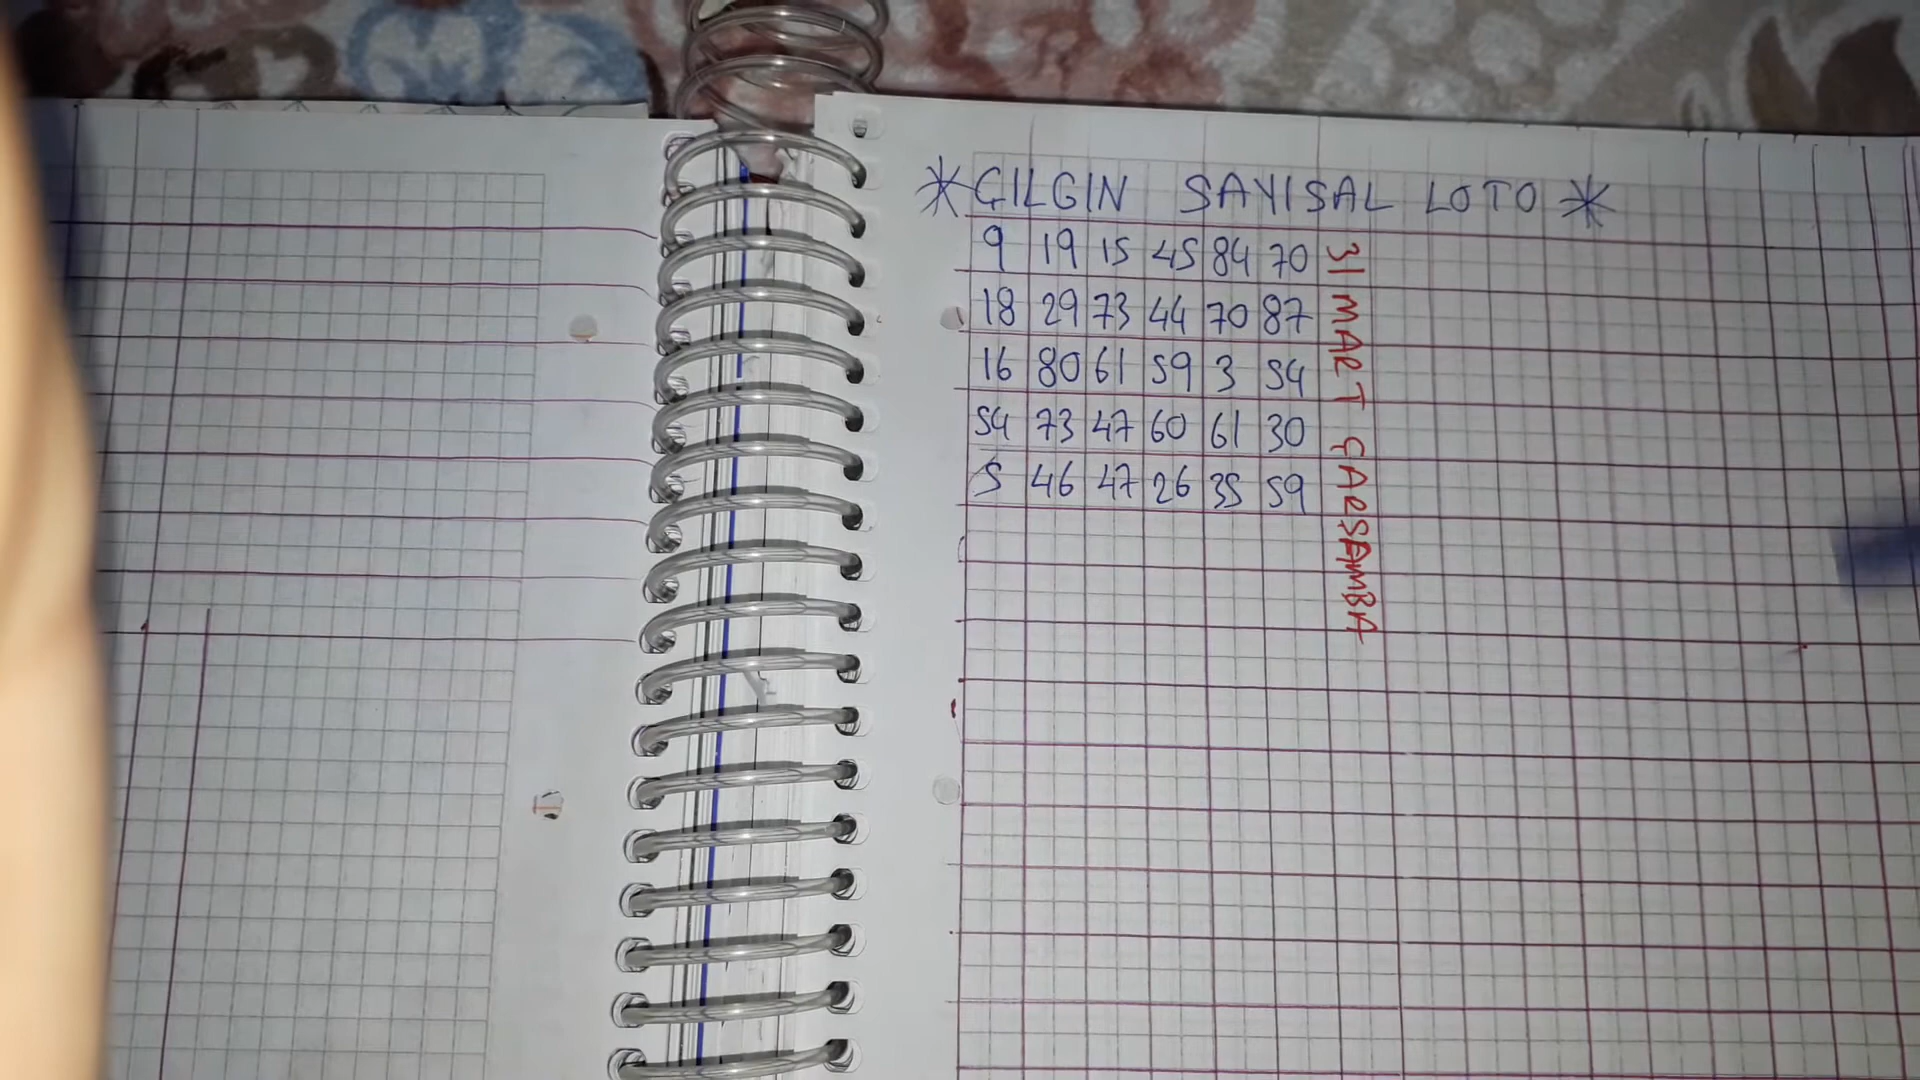 *ÇILGIN SAYISAL LOTO*
9 19 15 45 84 70
18 29 73 44 70 87
16 80 61 59 3 54
54 73 47 60 61 30
5 46 47 26 35 59
31 MART ÇARSAMBA